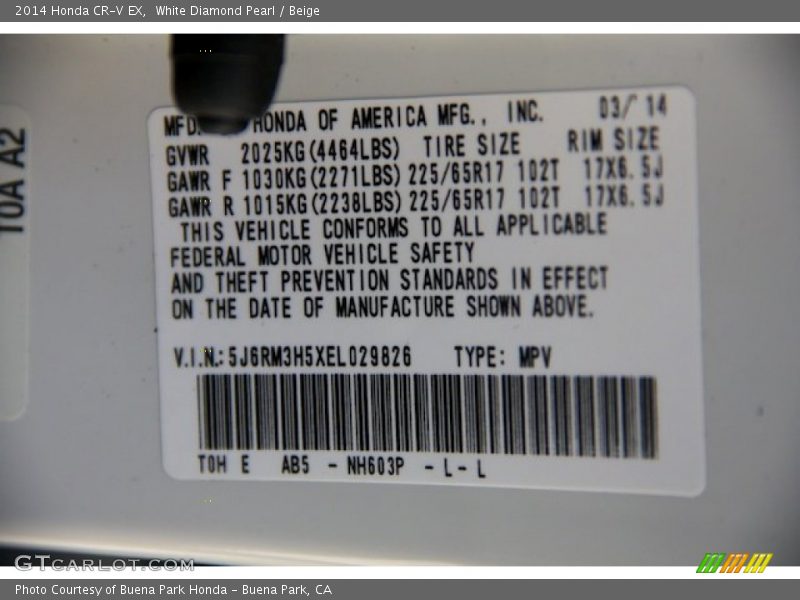 2014 Honda CR-V EX, White Diamond Pearl / Beige
T0A A2
MFD. HONDA OF AMERICA MFG., INC. 03/ 14
GVWR 2025KG(4464LBS) TIRE SIZE RIM SIZE
GAWR F 1030KG(2271LBS) 225/65R17 102T 17X6.5J
GAWR R 1015KG(2238LBS) 225/65R17 102T 17X6.5J
THIS VEHICLE CONFORMS TO ALL APPLICABLE
FEDERAL MOTOR VEHICLE SAFETY
AND THEFT PREVENTION STANDARDS IN EFFECT
ON THE DATE OF MANUFACTURE SHOWN ABOVE.
V.I.N.: 5J6RM3H5XEL029826 TYPE: MPV
T0H E AB5 - NH603P - L- L
GTCARLOT.COM
Photo Courtesy of Buena Park Honda - Buena Park, CA